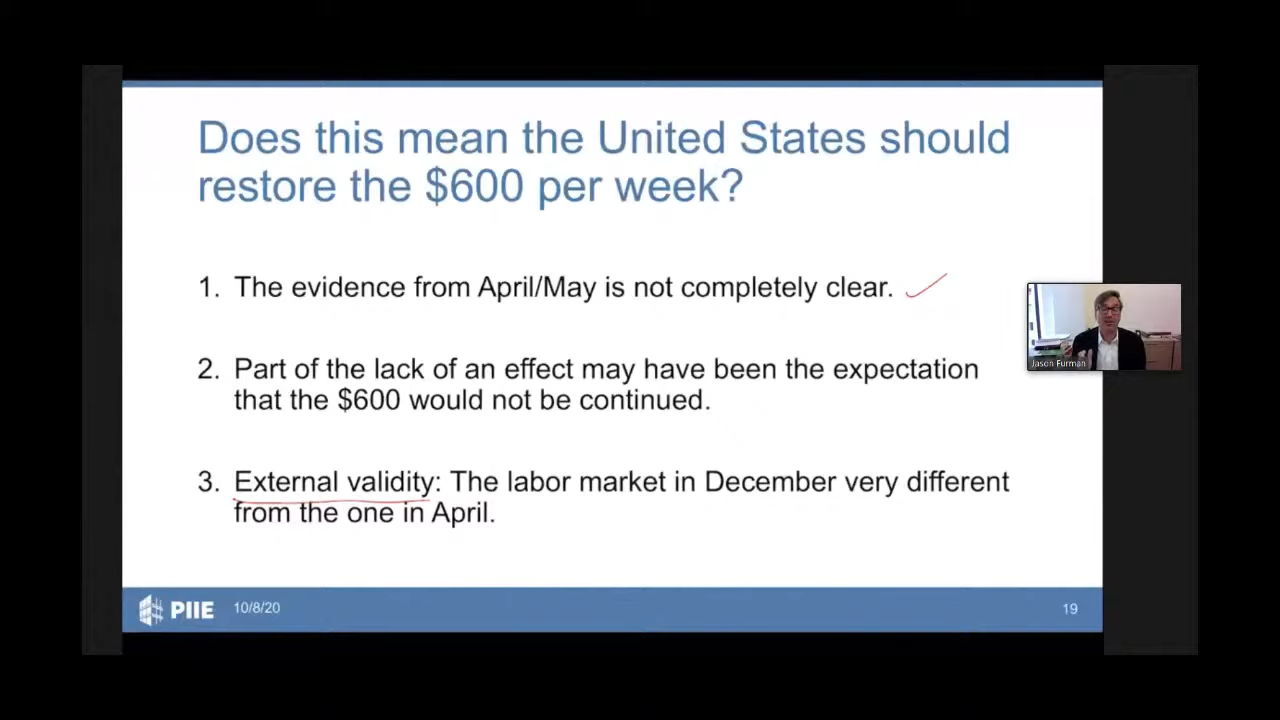 Does this mean the United States should
restore the $600 per week?
1. The evidence from April/May is not completely clear.
2. Part of the lack of an effect may have been the expectation
that the $600 would not be continued.
3. External validity: The labor market in December very different
from the one in April.
Jason Furman
PIIE 10/8/20 19